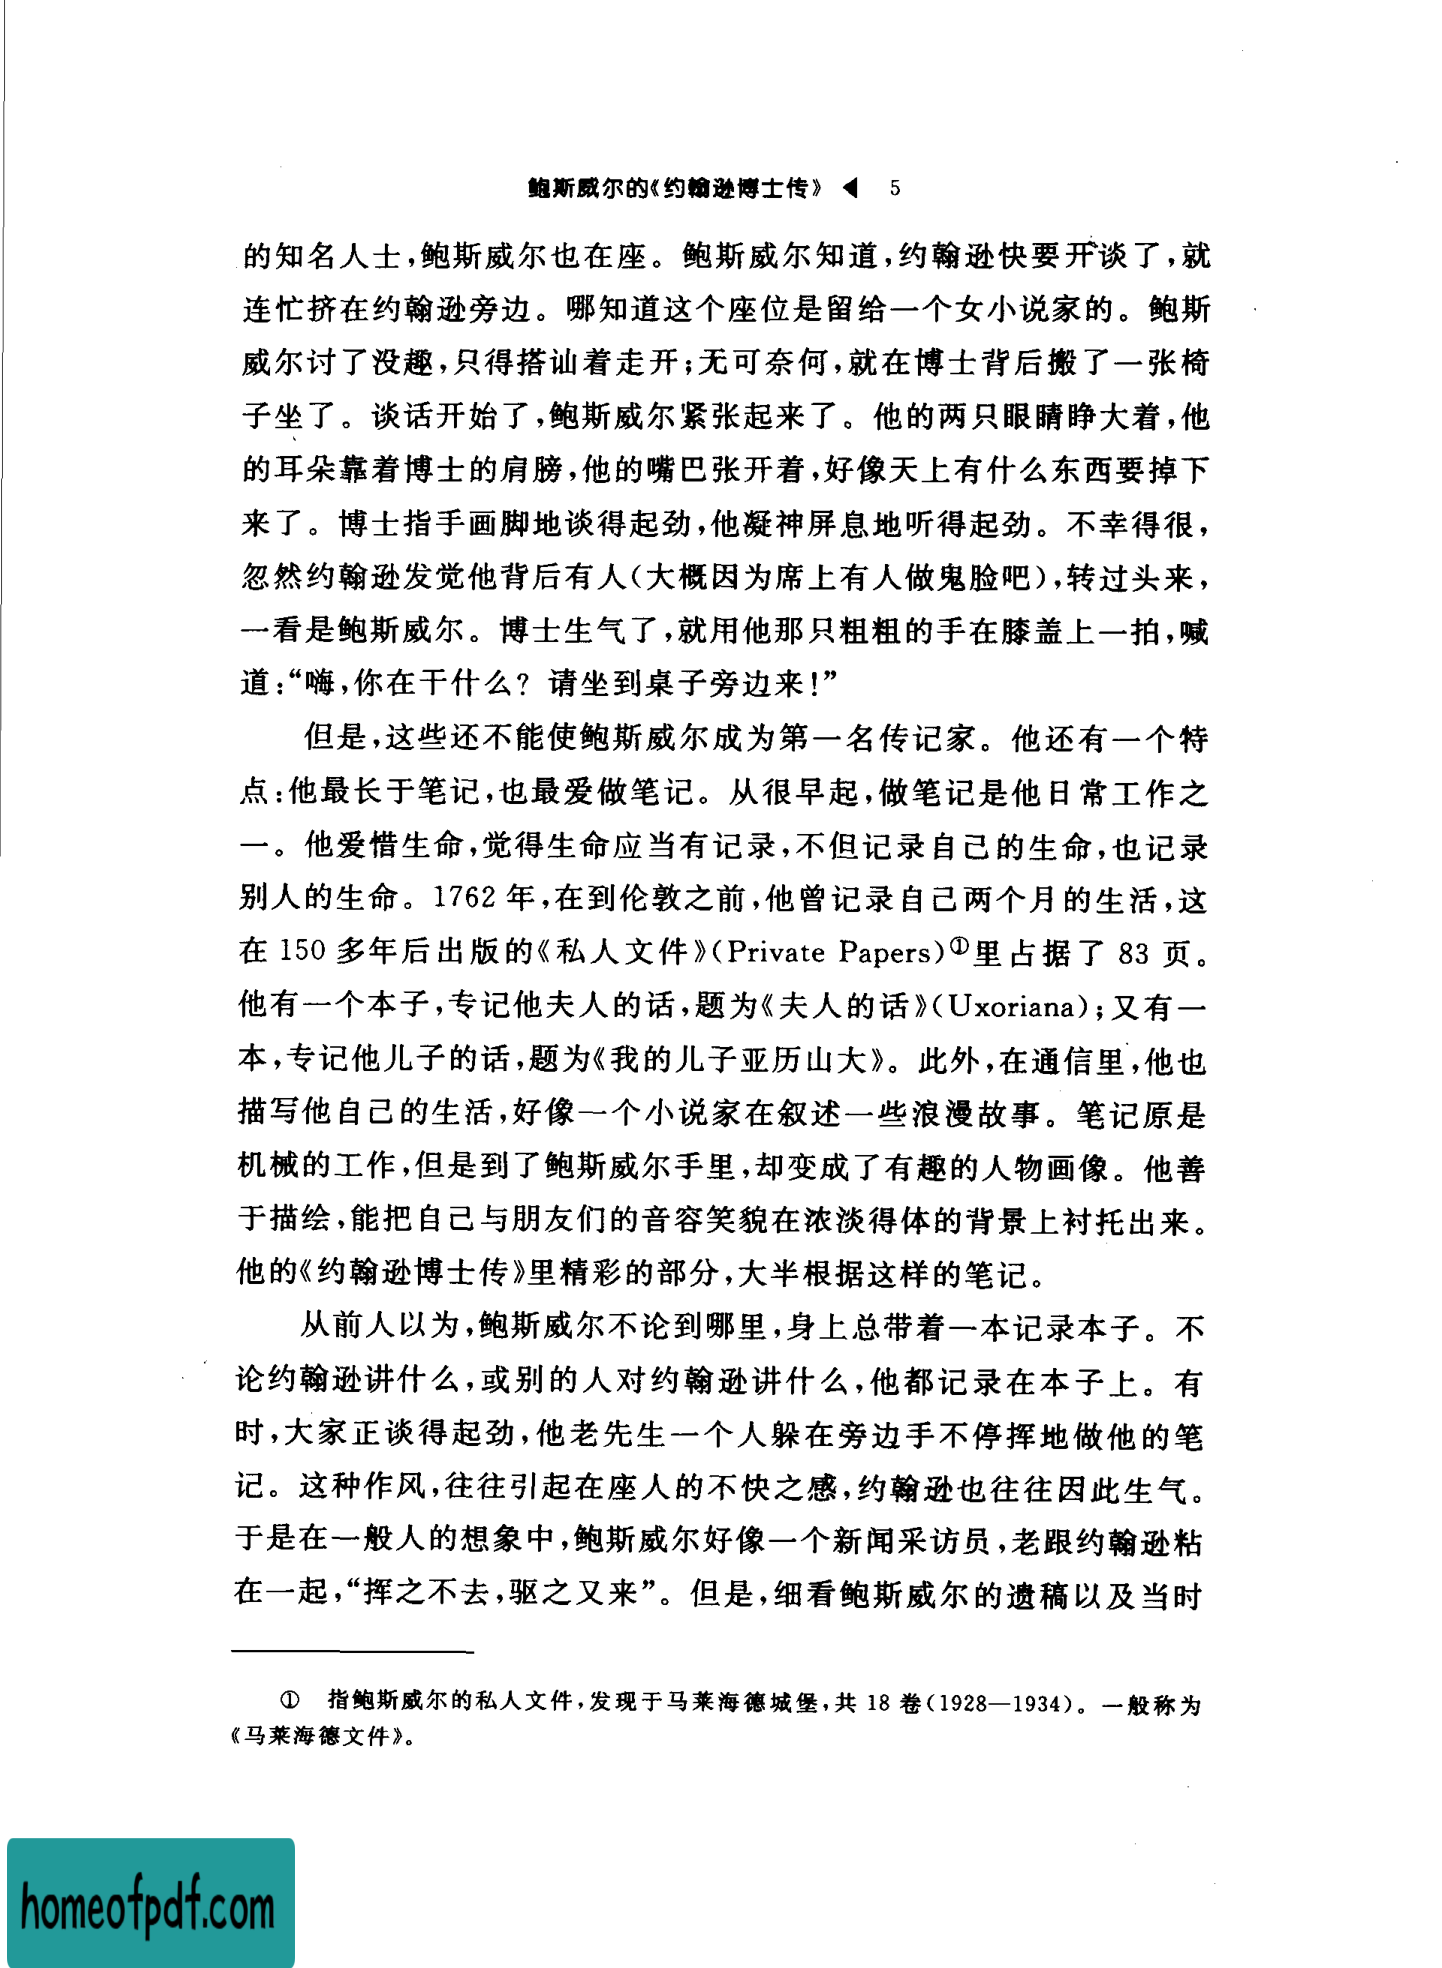 鲍斯威尔的《约翰逊博士传》 ◀ 5
的知名人士，鲍斯威尔也在座。鲍斯威尔知道，约翰逊快要开谈了，就
连忙挤在约翰逊旁边。哪知道这个座位是留给一个女小说家的。鲍斯
威尔讨了没趣，只得搭讪着走开；无可奈何，就在博士背后搬了一张椅
子坐了。谈话开始了，鲍斯威尔紧张起来了。他的两只眼睛睁大着，他
的耳朵靠着博士的肩膀，他的嘴巴张开着，好像天上有什么东西要掉下
来了。博士指手画脚地谈得起劲，他凝神屏息地听得起劲。不幸得很，
忽然约翰逊发觉他背后有人（大概因为席上有人做鬼脸吧），转过头来，
一看是鲍斯威尔。博士生气了，就用他那只粗粗的手在膝盖上一拍，喊
道：“嗨，你在干什么？请坐到桌子旁边来！”
但是，这些还不能使鲍斯威尔成为第一名传记家。他还有一个特
点：他最长于笔记，也最爱做笔记。从很早起，做笔记是他日常工作之
一。他爱惜生命，觉得生命应当有记录，不但记录自己的生命，也记录
别人的生命。1762 年，在到伦敦之前，他曾记录自己两个月的生活，这
在 150 多年后出版的《私人文件》（Private Papers）①里占据了 83 页。
他有一个本子，专记他夫人的话，题为《夫人的话》（Uxoriana）；又有一
本，专记他儿子的话，题为《我的儿子亚历山大》。此外，在通信里，他也
描写他自己的生活，好像一个小说家在叙述一些浪漫故事。笔记原是
机械的工作，但是到了鲍斯威尔手里，却变成了有趣的人物画像。他善
于描绘，能把自己与朋友们的音容笑貌在浓淡得体的背景上衬托出来。
他的《约翰逊博士传》里精彩的部分，大半根据这样的笔记。
从前人以为，鲍斯威尔不论到哪里，身上总带着一本记录本子。不
论约翰逊讲什么，或别的人对约翰逊讲什么，他都记录在本子上。有
时，大家正谈得起劲，他老先生一个人躲在旁边手不停挥地做他的笔
记。这种作风，往往引起在座人的不快之感，约翰逊也往往因此生气。
于是在一般人的想象中，鲍斯威尔好像一个新闻采访员，老跟约翰逊粘
在一起，“挥之不去，驱之又来”。但是，细看鲍斯威尔的遗稿以及当时
① 指鲍斯威尔的私人文件，发现于马莱海德城堡，共 18 卷（1928—1934）。一般称为
《马莱海德文件》。
homeofpdf.com